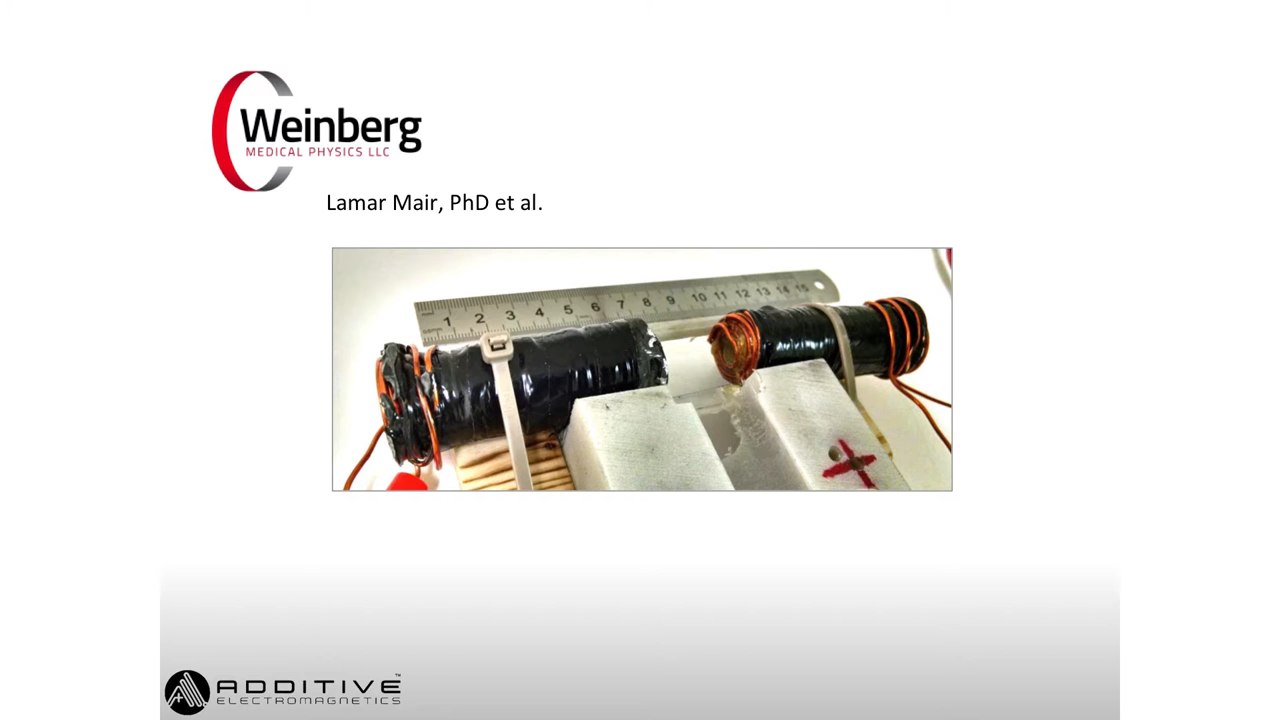 Weinberg
MEDICAL PHYSICS LLC
Lamar Mair, PhD et al.
1 2 3 4 5 6 7 8 9 10 11 12 13 14 15
ADDITIVE™
ELECTROMAGNETICS